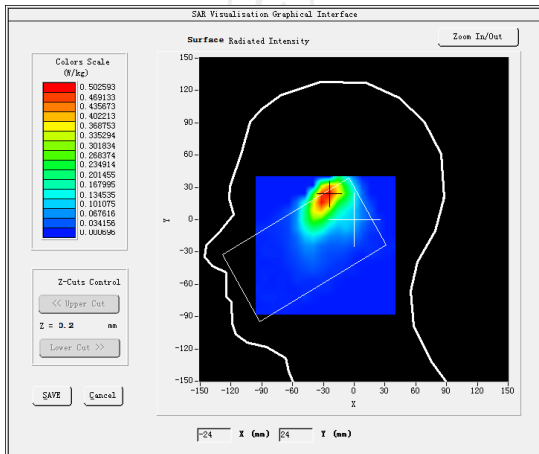 SAR Visualisation Graphical Interface
Surface Radiated Intensity
Zoom In/Out
Colors Scale
(W/kg)
0.502593
0.469133
0.435673
0.402213
0.368753
0.335294
0.301834
0.268374
0.234914
0.201455
0.167995
0.134535
0.101075
0.067616
0.034156
0.000696
Z-Cuts Control
<< Upper Cut
Z = 0.2 mm
Lower Cut >>
SAVE
Cancel
150
120
90
60
30
0
-30
-60
-90
-120
-150
Y
-150 -120 -90 -60 -30 0 30 60 90 120 150
X
-24 X (mm) 24 Y (mm)